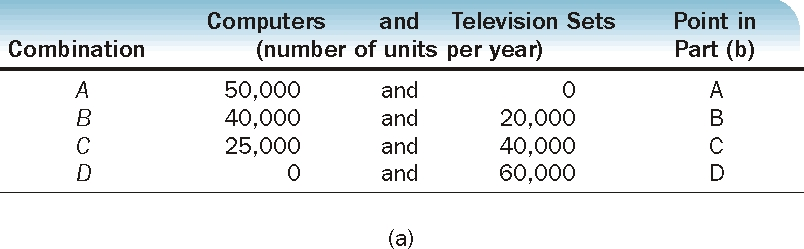 Computers and Television Sets Point in
Combination (number of units per year) Part (b)
A 50,000 and 0 A
B 40,000 and 20,000 B
C 25,000 and 40,000 C
D 0 and 60,000 D
(a)